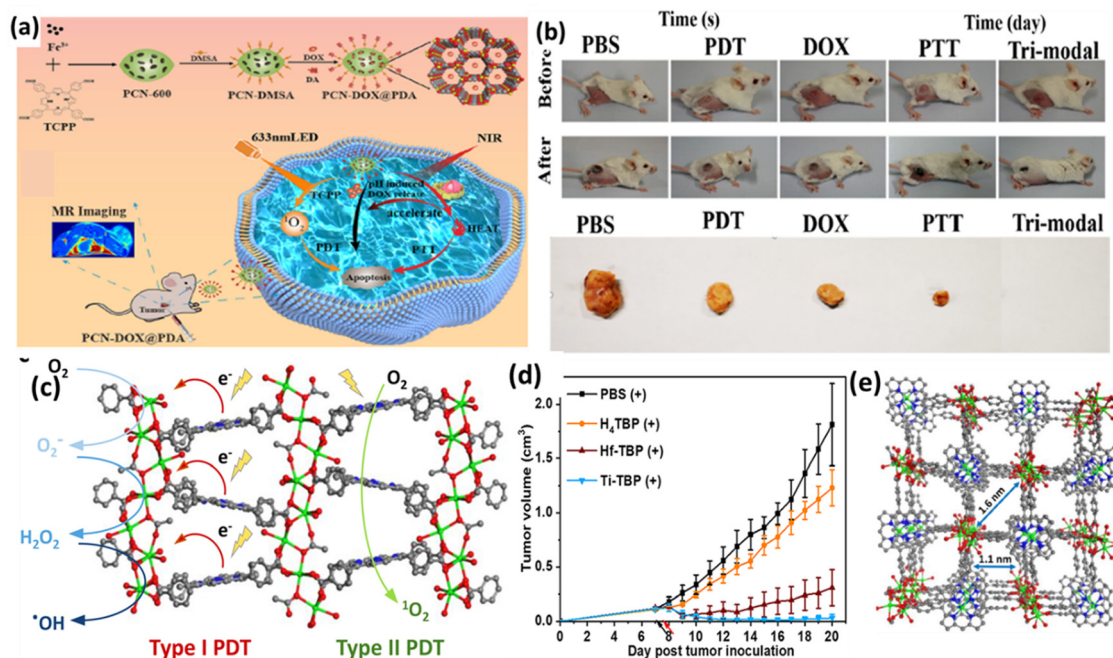 (a)
Fe³⁺
+
TCPP
PCN-600
DMSA
PCN-DMSA
DOX
DA
PCN-DOX@PDA
633nmLED
NIR
TCPP
pH induced
DOX release
accelerate
¹O₂
HEAT
PDT
PTT
Apoptosis
MR Imaging
Tumor
PCN-DOX@PDA
(b)
Time (s)
Time (day)
PBS
PDT
DOX
PTT
Tri-modal
Before
After
PBS
PDT
DOX
PTT
Tri-modal
(c)
O₂
e⁻
O₂
O₂⁻
e⁻
H₂O₂
e⁻
•OH
¹O₂
Type I PDT
Type II PDT
(d)
PBS (+)
H₄TBP (+)
Hf-TBP (+)
Ti-TBP (+)
Tumor volume (cm³)
2.0
1.5
1.0
0.5
0.0
0 2 4 6 8 10 12 14 16 18 20
Day post tumor inoculation
(e)
1.6 nm
1.1 nm